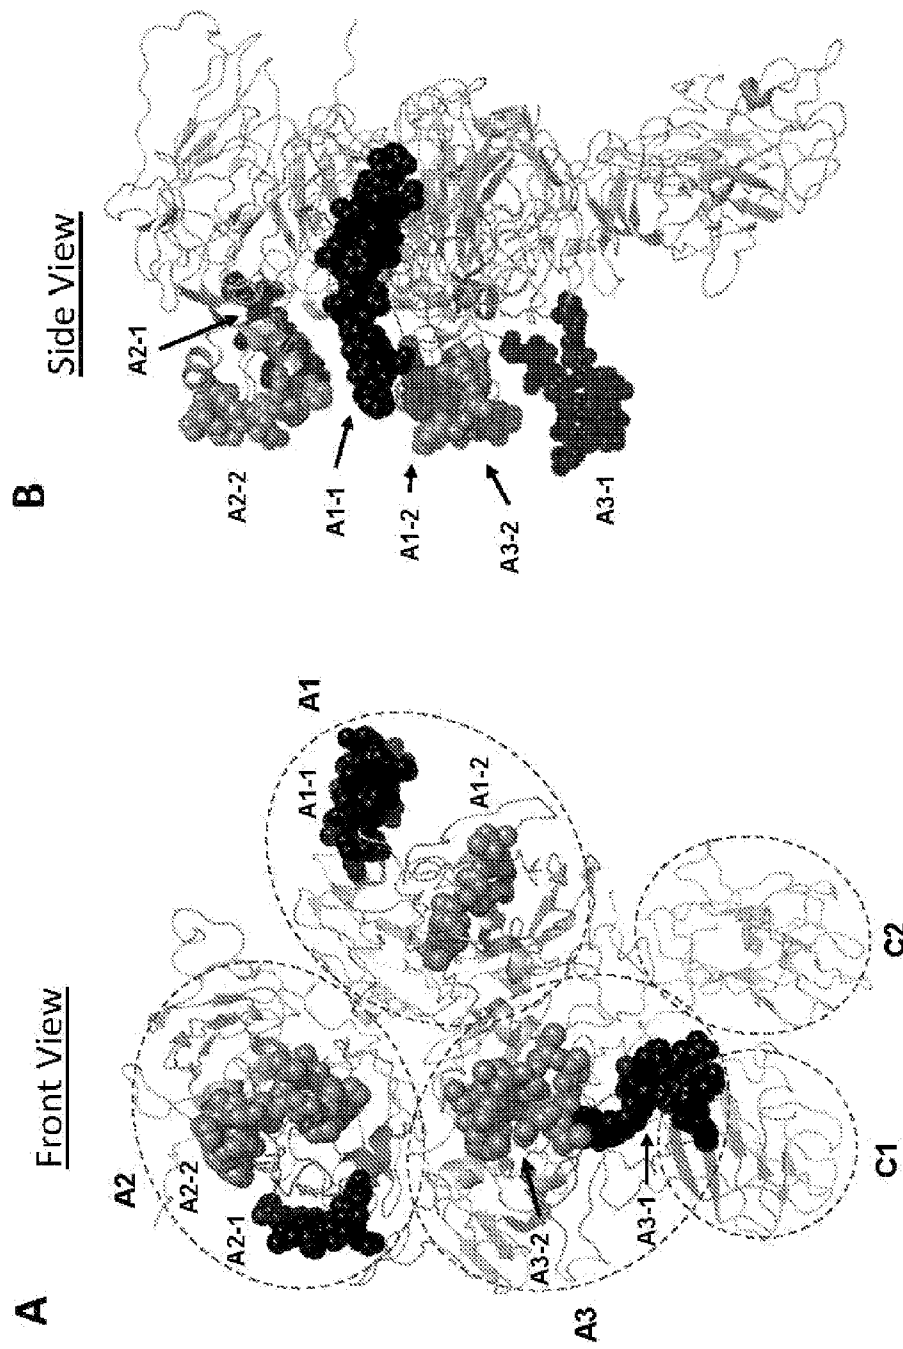 A
Front View
A2
A2-2
A2-1
A1
A1-1
A1-2
A3-2
A3-1
A3
C1
C2
B
Side View
A2-1
A2-2
A1-1
A1-2
A3-2
A3-1